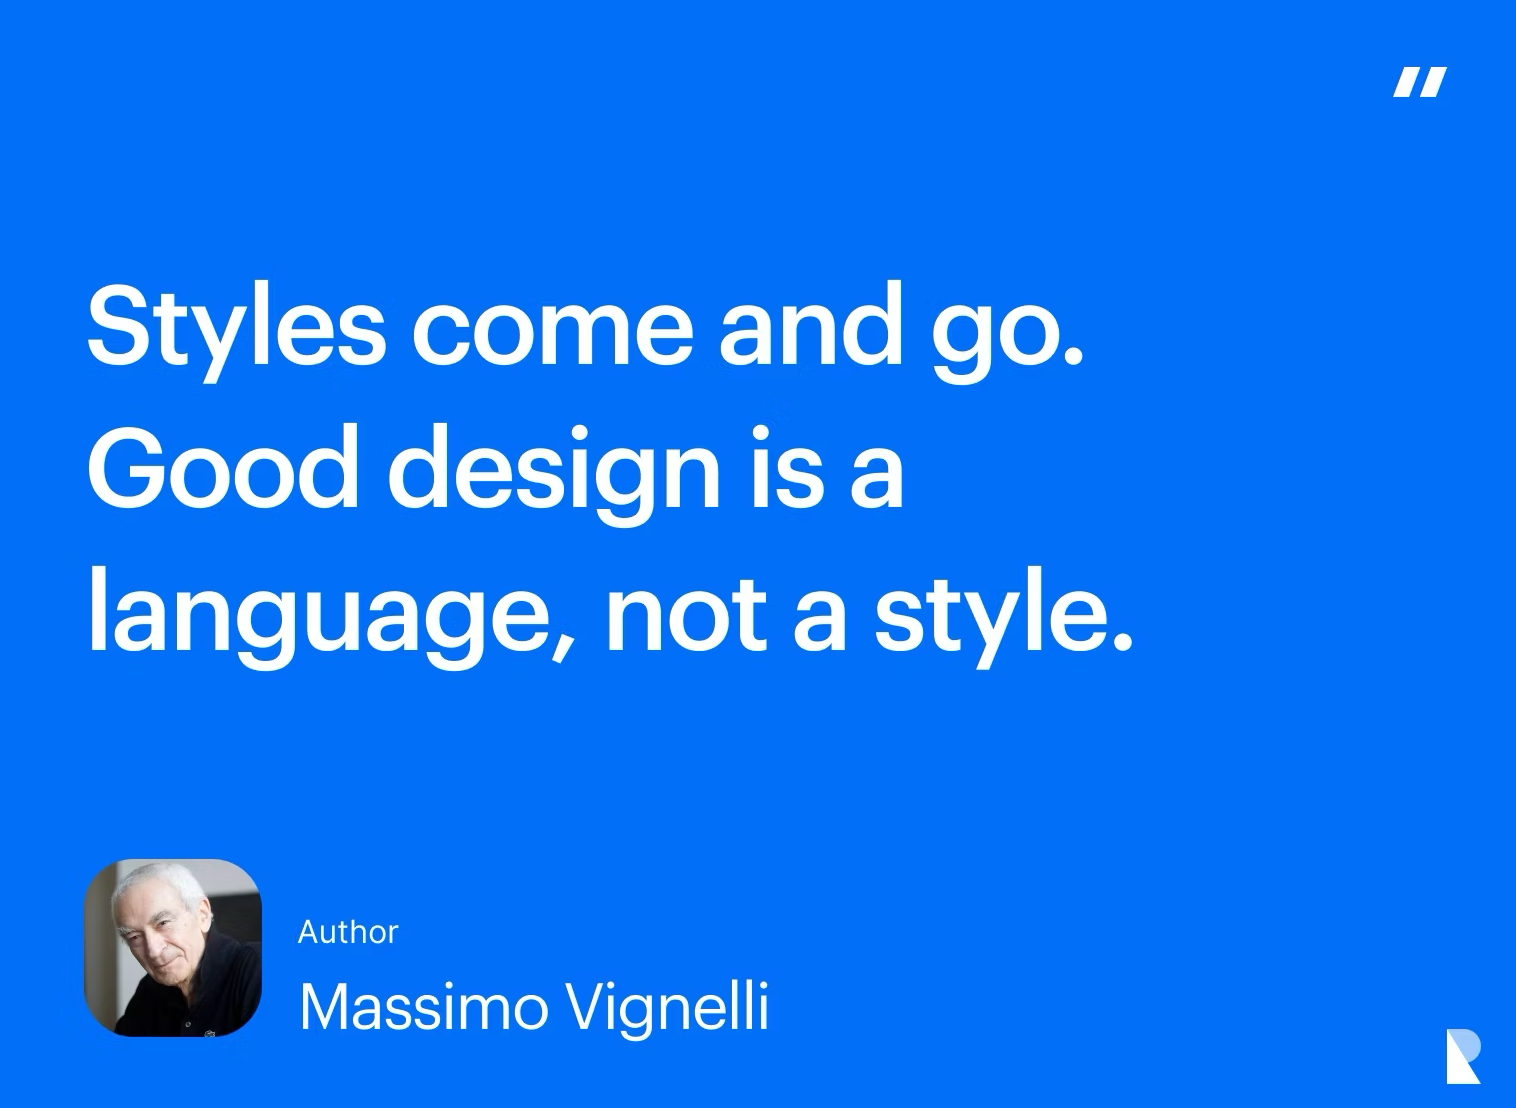 "
Styles come and go.
Good design is a
language, not a style.
Author
Massimo Vignelli
R